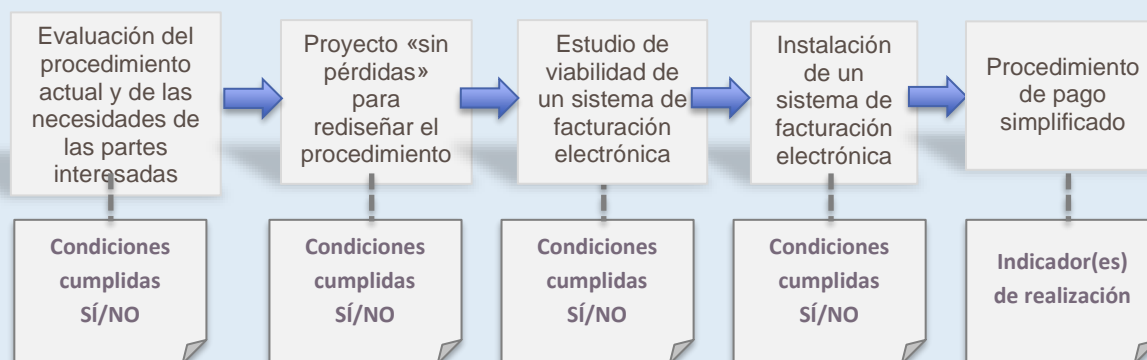 Evaluación del
procedimiento
actual y de las
necesidades de
las partes
interesadas
Proyecto «sin
pérdidas»
para
rediseñar el
procedimiento
Estudio de
viabilidad de
un sistema de
facturación
electrónica
Instalación
de un
sistema de
facturación
electrónica
Procedimiento
de pago
simplificado
Condiciones
cumplidas
SÍ/NO
Condiciones
cumplidas
SÍ/NO
Condiciones
cumplidas
SÍ/NO
Condiciones
cumplidas
SÍ/NO
Indicador(es)
de realización